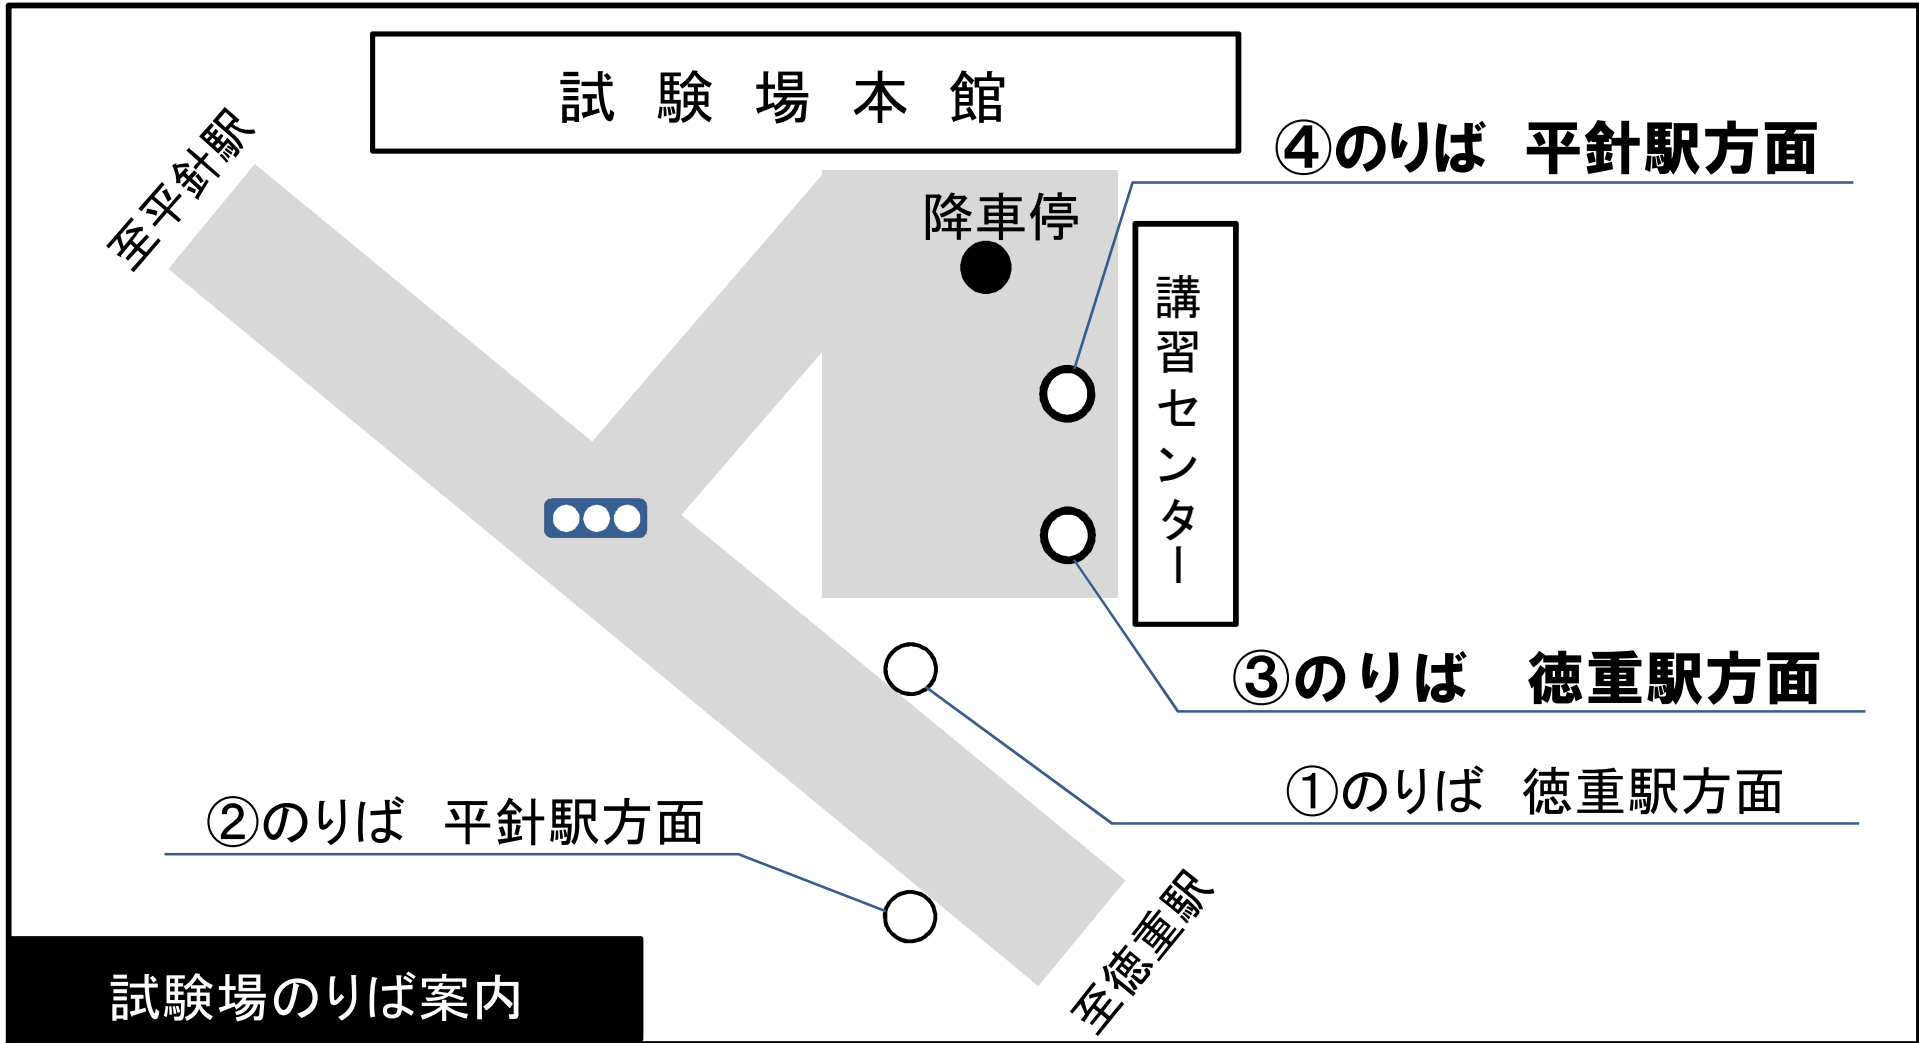 試験場本館
④のりば　平針駅方面
至平針駅
降車停
講習センター
③のりば　徳重駅方面
①のりば　徳重駅方面
②のりば　平針駅方面
至徳重駅
試験場のりば案内